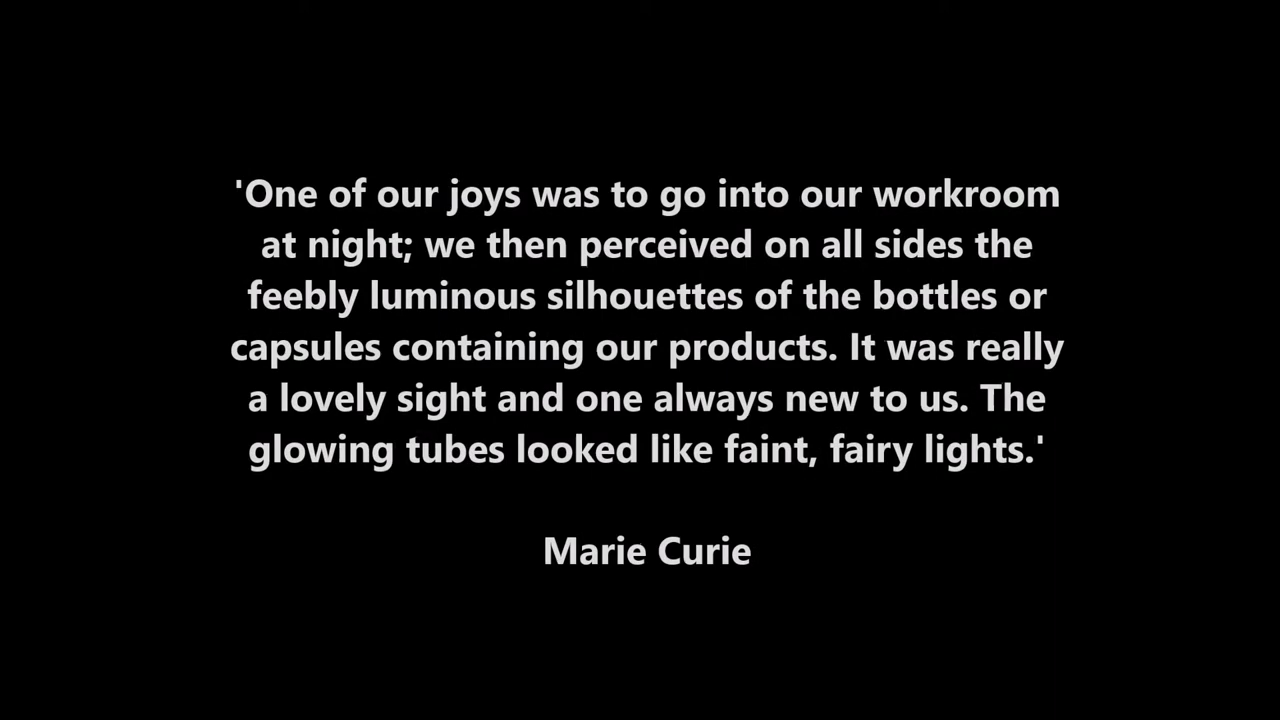 'One of our joys was to go into our workroom
at night; we then perceived on all sides the
feebly luminous silhouettes of the bottles or
capsules containing our products. It was really
a lovely sight and one always new to us. The
glowing tubes looked like faint, fairy lights.'
Marie Curie